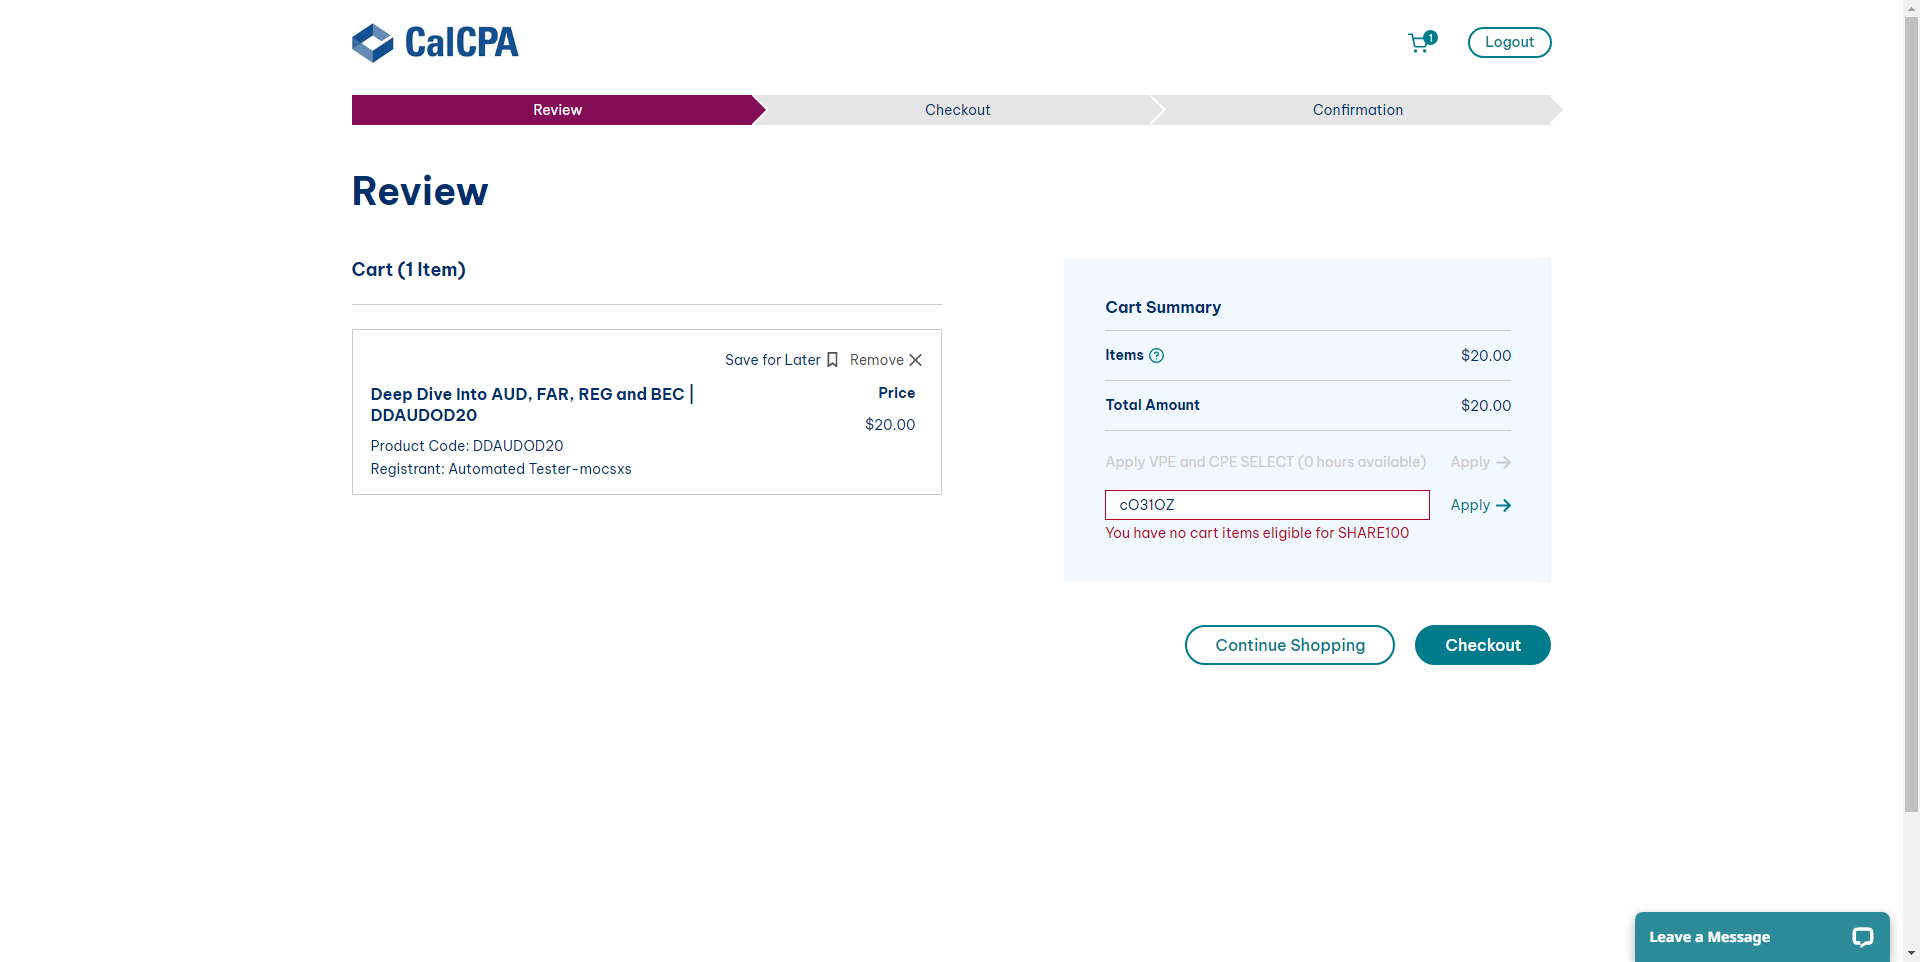 CalCPA
1
Logout
Review
Checkout
Confirmation
Review
Cart (1 Item)
Save for Later
Remove
Deep Dive Into AUD, FAR, REG and BEC |
DDAUDOD20
Price
$20.00
Product Code: DDAUDOD20
Registrant: Automated Tester-mocsxs
Cart Summary
Items ?
$20.00
Total Amount
$20.00
Apply VPE and CPE SELECT (0 hours available)
Apply
cO31OZ
Apply
You have no cart items eligible for SHARE100
Continue Shopping
Checkout
Leave a Message